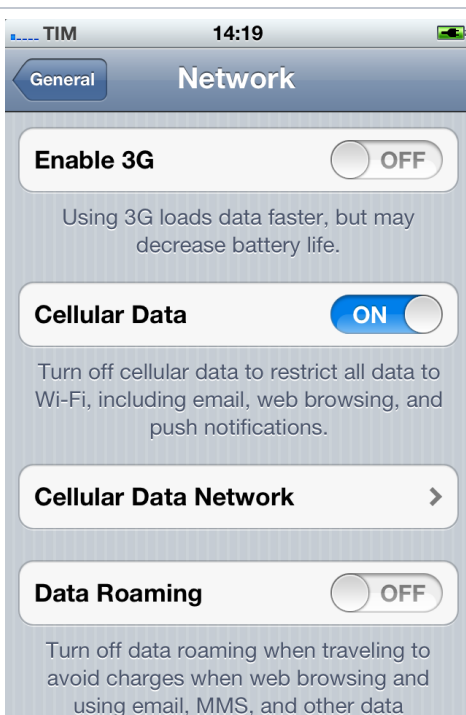 TIM 14:19
General Network
Enable 3G OFF
Using 3G loads data faster, but may
decrease battery life.
Cellular Data ON
Turn off cellular data to restrict all data to
Wi-Fi, including email, web browsing, and
push notifications.
Cellular Data Network
Data Roaming OFF
Turn off data roaming when traveling to
avoid charges when web browsing and
using email, MMS, and other data